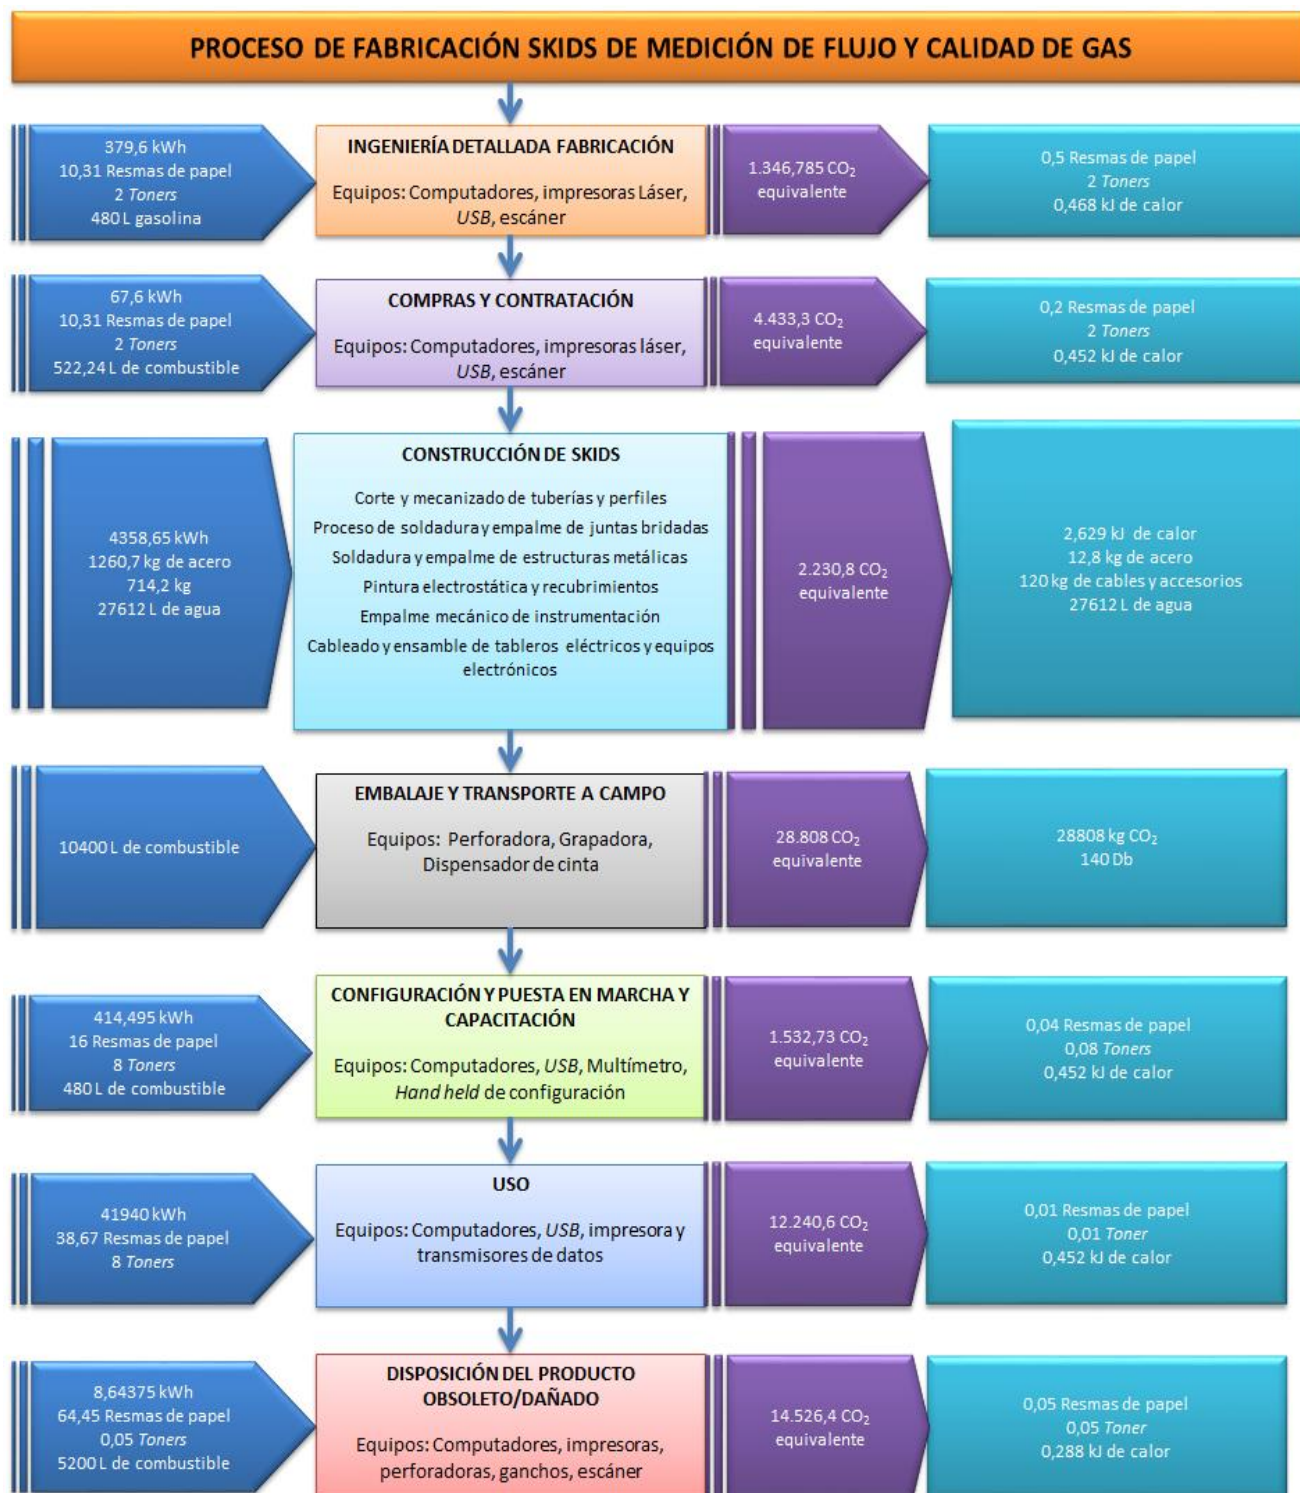 PROCESO DE FABRICACIÓN SKIDS DE MEDICIÓN DE FLUJO Y CALIDAD DE GAS
379,6 kWh
10,31 Resmas de papel
2 Toners
480 L gasolina
INGENIERÍA DETALLADA FABRICACIÓN
Equipos: Computadores, impresoras Láser,
USB, escáner
1.346,785 CO₂
equivalente
0,5 Resmas de papel
2 Toners
0,468 kJ de calor
67,6 kWh
10,31 Resmas de papel
2 Toners
522,24 L de combustible
COMPRAS Y CONTRATACIÓN
Equipos: Computadores, impresoras láser,
USB, escáner
4.433,3 CO₂
equivalente
0,2 Resmas de papel
2 Toners
0,452 kJ de calor
4358,65 kWh
1260,7 kg de acero
714,2 kg
27612 L de agua
CONSTRUCCIÓN DE SKIDS
Corte y mecanizado de tuberías y perfiles
Proceso de soldadura y empalme de juntas bridadas
Soldadura y empalme de estructuras metálicas
Pintura electrostática y recubrimientos
Empalme mecánico de instrumentación
Cableado y ensamble de tableros eléctricos y equipos
electrónicos
2.230,8 CO₂
equivalente
2,629 kJ de calor
12,8 kg de acero
120 kg de cables y accesorios
27612 L de agua
10400 L de combustible
EMBALAJE Y TRANSPORTE A CAMPO
Equipos: Perforadora, Grapadora,
Dispensador de cinta
28.808 CO₂
equivalente
28808 kg CO₂
140 Db
414,495 kWh
16 Resmas de papel
8 Toners
480 L de combustible
CONFIGURACIÓN Y PUESTA EN MARCHA Y
CAPACITACIÓN
Equipos: Computadores, USB, Multímetro,
Hand held de configuración
1.532,73 CO₂
equivalente
0,04 Resmas de papel
0,08 Toners
0,452 kJ de calor
41940 kWh
38,67 Resmas de papel
8 Toners
USO
Equipos: Computadores, USB, impresora y
transmisores de datos
12.240,6 CO₂
equivalente
0,01 Resmas de papel
0,01 Toner
0,452 kJ de calor
8,64375 kWh
64,45 Resmas de papel
0,05 Toners
5200 L de combustible
DISPOSICIÓN DEL PRODUCTO
OBSOLETO/DAÑADO
Equipos: Computadores, impresoras,
perforadoras, ganchos, escáner
14.526,4 CO₂
equivalente
0,05 Resmas de papel
0,05 Toner
0,288 kJ de calor